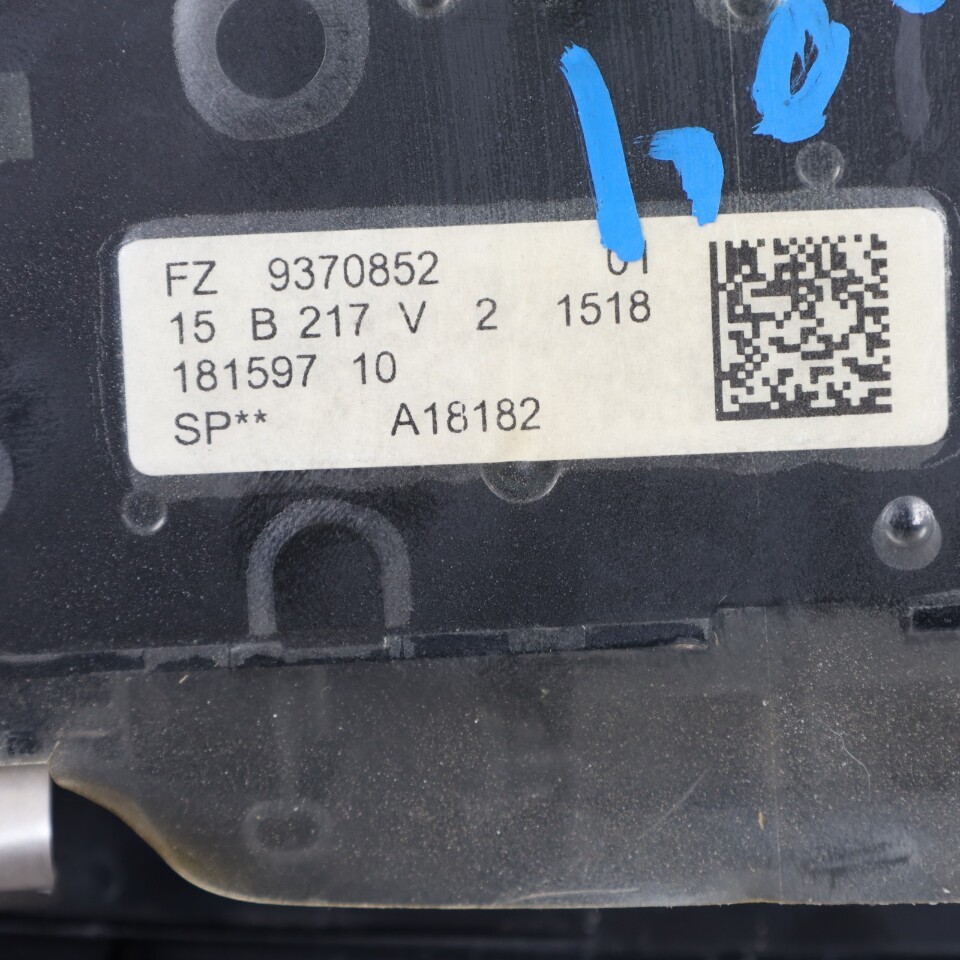 FZ 9370852 01
15 B 217 V 2 1518
181597 10
SP** A18182